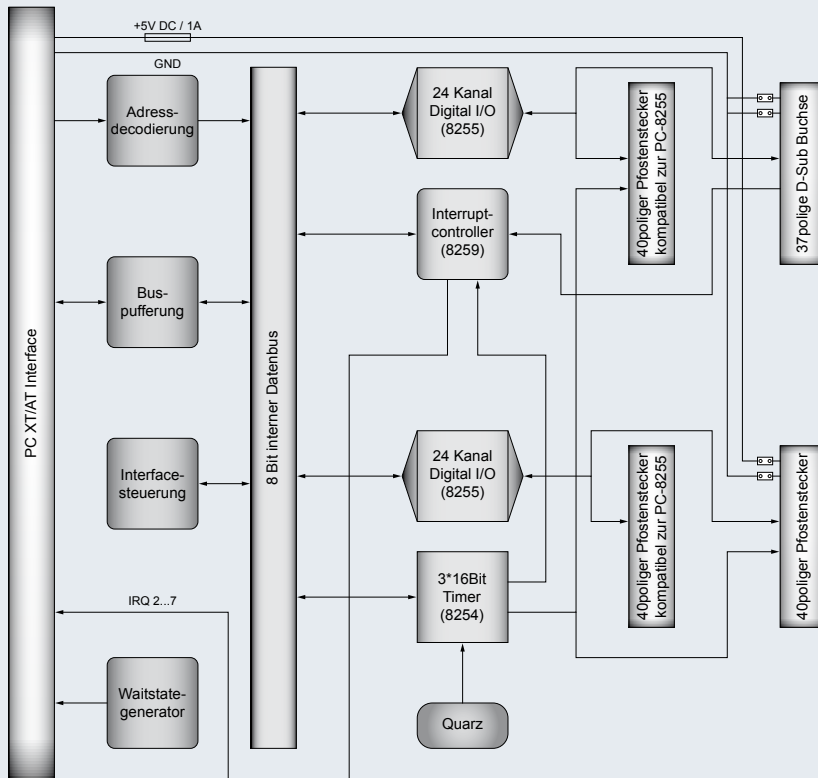 +5V DC / 1A
GND
PC XT/AT Interface
Adress-
decodierung
Bus-
pufferung
Interface-
steuerung
IRQ 2...7
Waitstate-
generator
8 Bit interner Datenbus
24 Kanal
Digital I/O
(8255)
Interrupt-
controller
(8259)
24 Kanal
Digital I/O
(8255)
3*16Bit
Timer
(8254)
Quarz
40poliger Pfostenstecker
kompatibel zur PC-8255
37polige D-Sub Buchse
40poliger Pfostenstecker
kompatibel zur PC-8255
40poliger Pfostenstecker